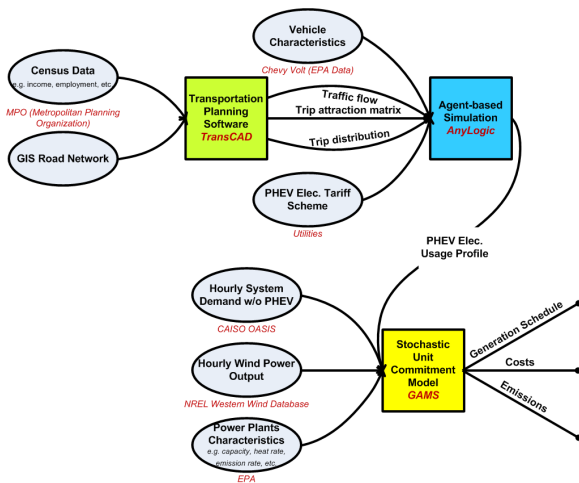 Vehicle
Characteristics
Chevy Volt (EPA Data)
Census Data
e.g. income, employment, etc.
MPO (Metropolitan Planning
Organization)
GIS Road Network
Transportation
Planning
Software
TransCAD
Traffic flow
Trip attraction matrix
Trip distribution
Agent-based
Simulation
AnyLogic
PHEV Elec. Tariff
Scheme
Utilities
PHEV Elec.
Usage Profile
Hourly System
Demand w/o PHEV
CAISO OASIS
Hourly Wind Power
Output
NREL Western Wind Database
Power Plants
Characteristics
e.g. capacity, heat rate,
emission rate, etc.
EPA
Stochastic
Unit
Commitment
Model
GAMS
Generation Schedule
Costs
Emissions